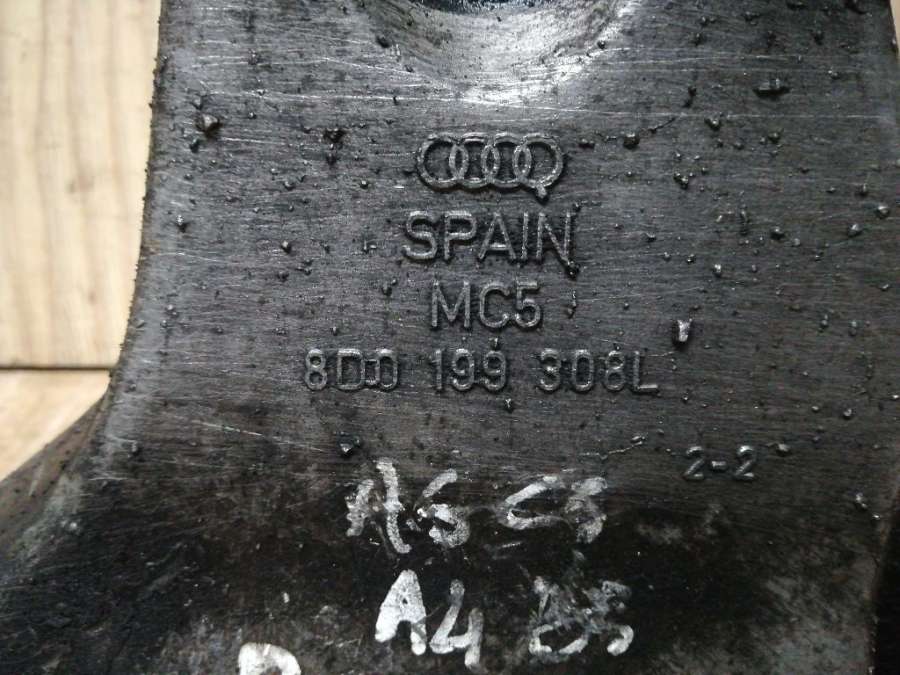 SPAIN
MC5
8D0 199 308L
2-2
A6 C5
A4 B5